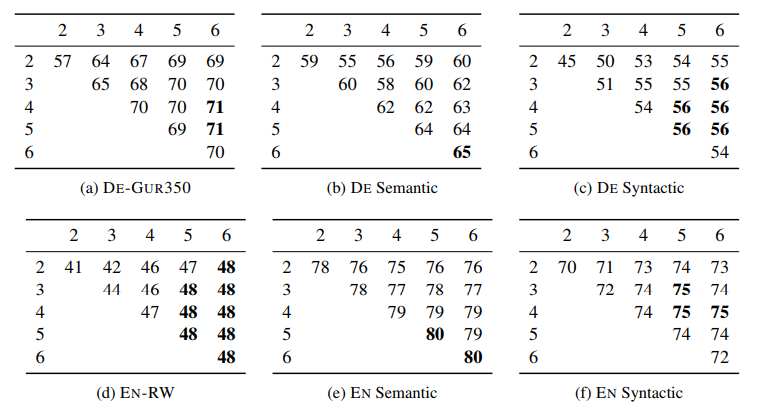 2 3 4 5 6
2 57 64 67 69 69
3 65 68 70 70
4 70 70 71
5 69 71
6 70
(a) DE-GUR350
2 3 4 5 6
2 59 55 56 59 60
3 60 58 60 62
4 62 62 63
5 64 64
6 65
(b) DE Semantic
2 3 4 5 6
2 45 50 53 54 55
3 51 55 55 56
4 54 56 56
5 56 56
6 54
(c) DE Syntactic
2 3 4 5 6
2 41 42 46 47 48
3 44 46 48 48
4 47 48 48
5 48 48
6 48
(d) EN-RW
2 3 4 5 6
2 78 76 75 76 76
3 78 77 78 77
4 79 79 79
5 80 79
6 80
(e) EN Semantic
2 3 4 5 6
2 70 71 73 74 73
3 72 74 75 74
4 74 75 75
5 74 74
6 72
(f) EN Syntactic